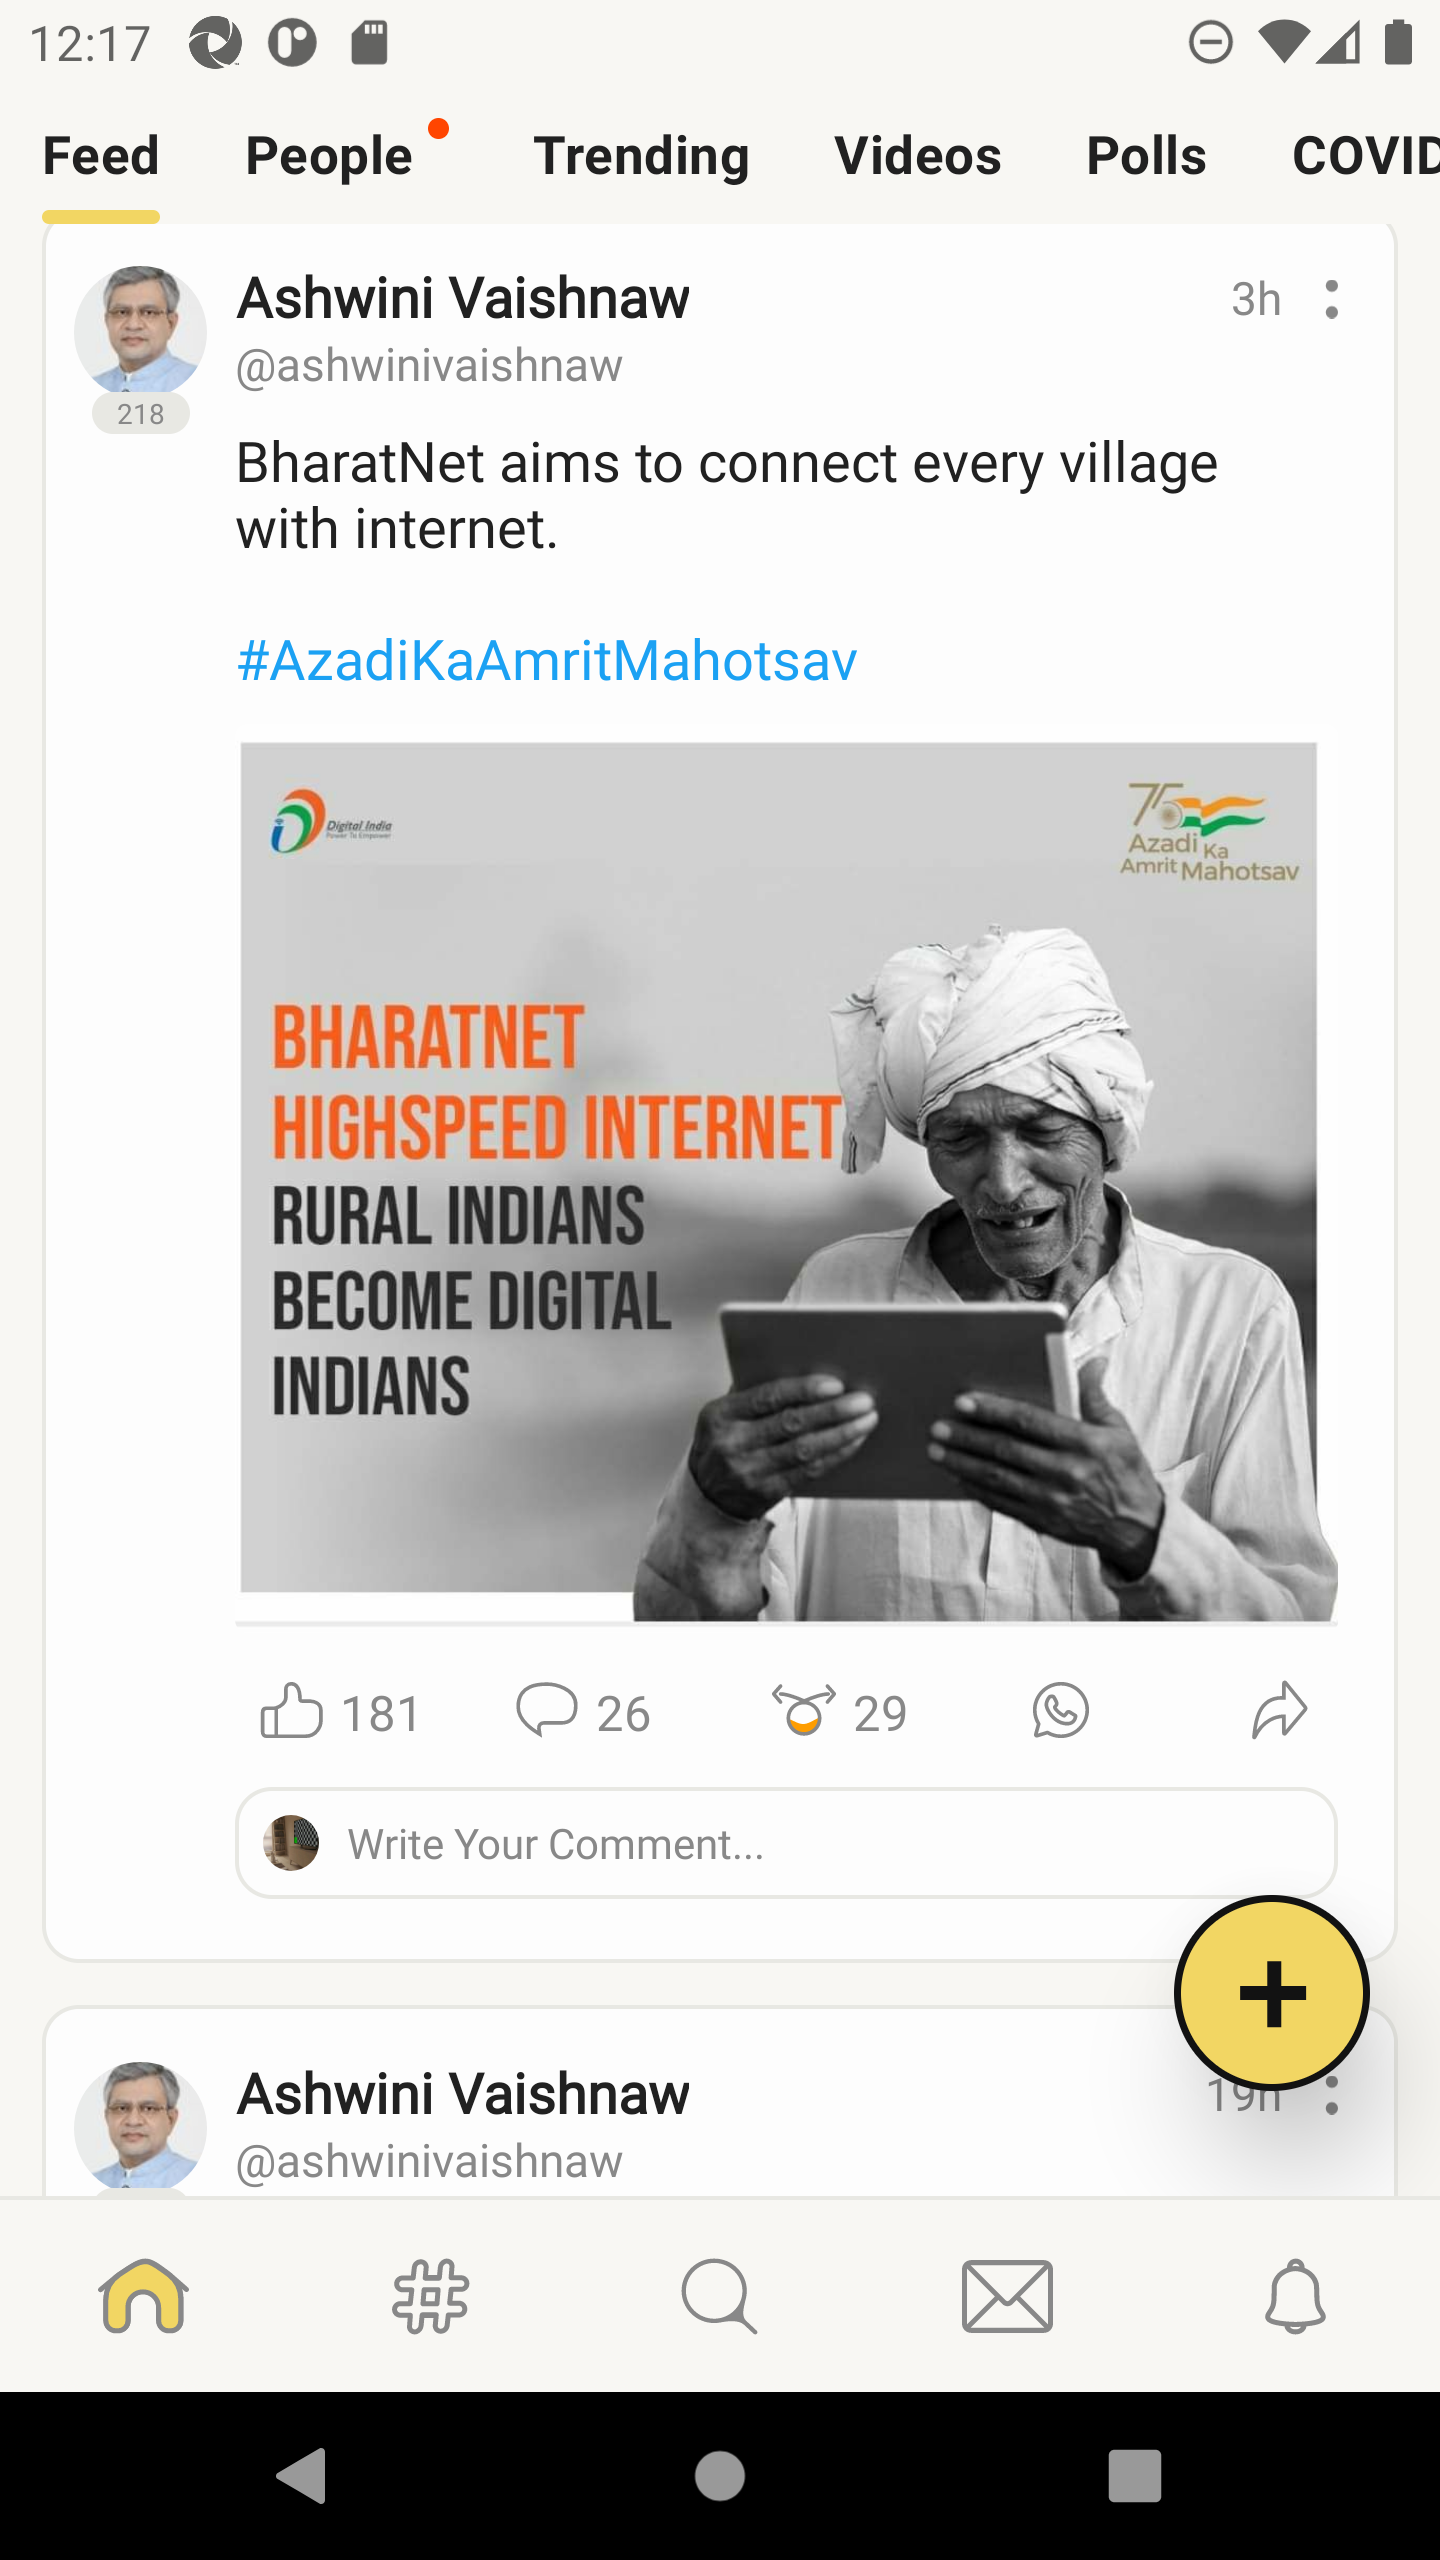 12:17
Feed People Trending Videos Polls COVID
Ashwini Vaishnaw 3h
@ashwinivaishnaw
218
BharatNet aims to connect every village
with internet.
#AzadiKaAmritMahotsav
Digital India
Power To Empower
75
Azadi Ka
Amrit Mahotsav
BHARATNET
HIGHSPEED INTERNET
RURAL INDIANS
BECOME DIGITAL
INDIANS
181 26 29
Write Your Comment...
Ashwini Vaishnaw 19h
@ashwinivaishnaw